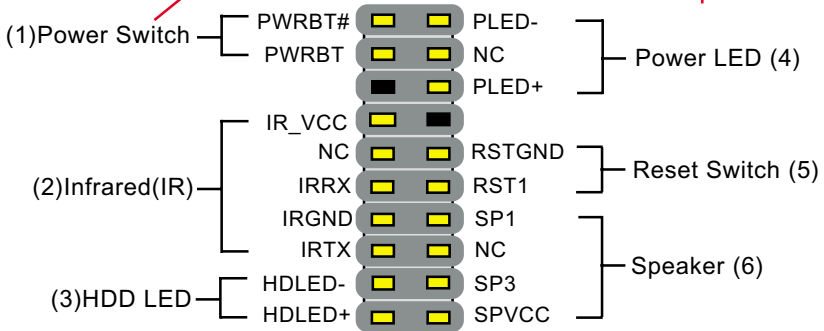 (1)Power Switch
PWRBT#
PWRBT
(2)Infrared(IR)
IR_VCC
NC
IRRX
IRGND
IRTX
(3)HDD LED
HDLED-
HDLED+
PLED-
NC
PLED+
Power LED (4)
RSTGND
RST1
Reset Switch (5)
SP1
NC
SP3
SPVCC
Speaker (6)